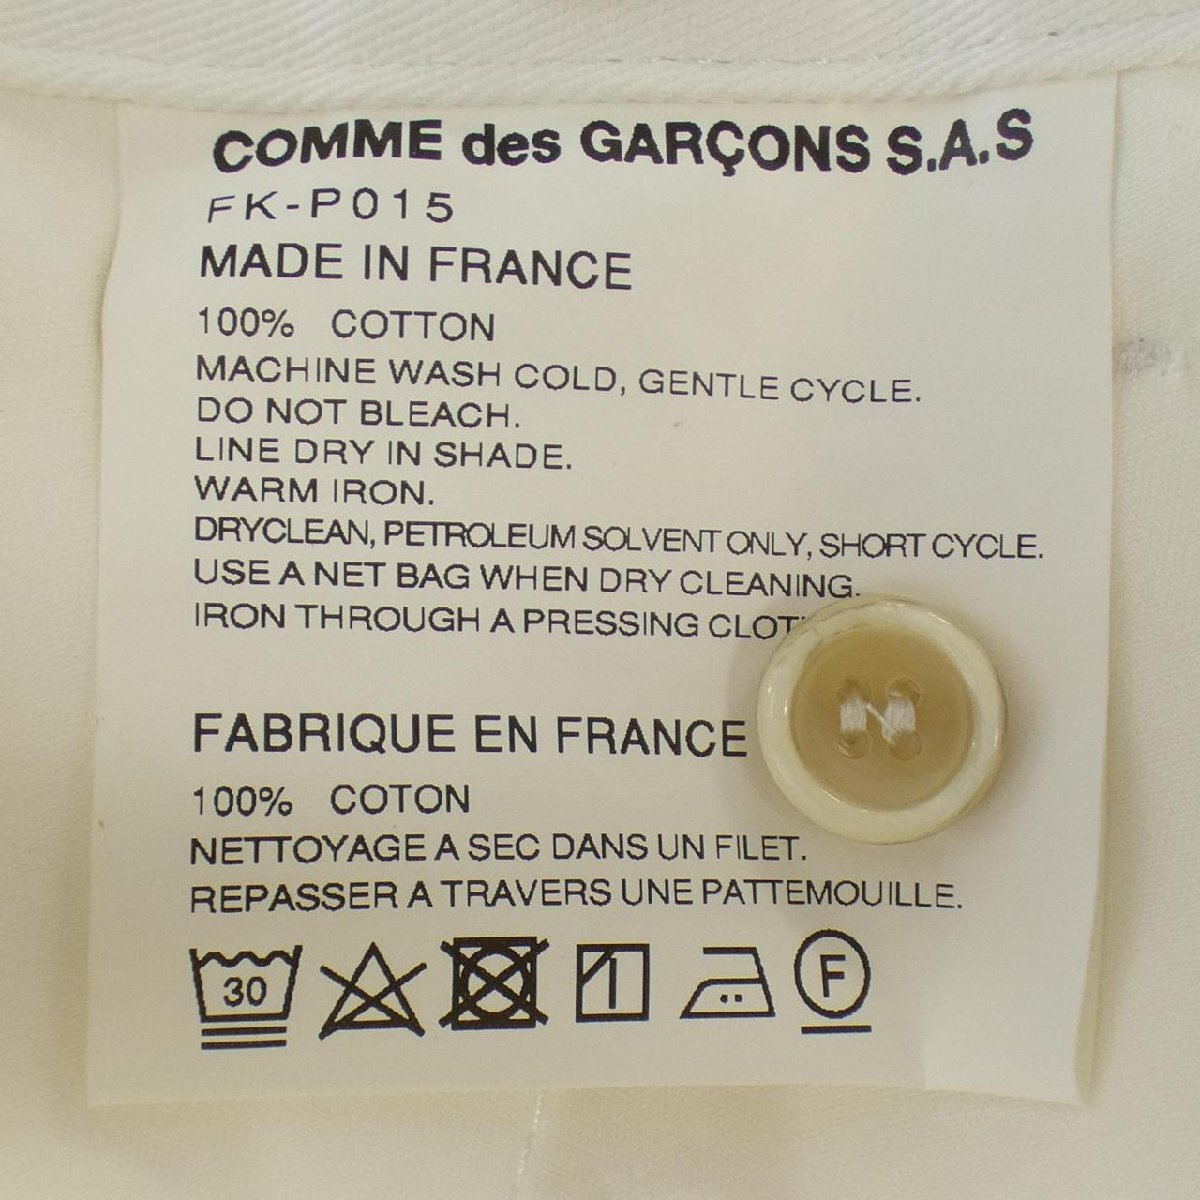 COMME des GARÇONS S.A.S
FK-P015
MADE IN FRANCE
100% COTTON
MACHINE WASH COLD, GENTLE CYCLE.
DO NOT BLEACH.
LINE DRY IN SHADE.
WARM IRON.
DRYCLEAN, PETROLEUM SOLVENT ONLY, SHORT CYCLE.
USE A NET BAG WHEN DRY CLEANING.
IRON THROUGH A PRESSING
FABRIQUE EN FRANCE
100% COTON
NETTOYAGE A SEC DANS UN FILET.
REPASSER A TRAVERS UNE PATTEMOUILLE.
30 F